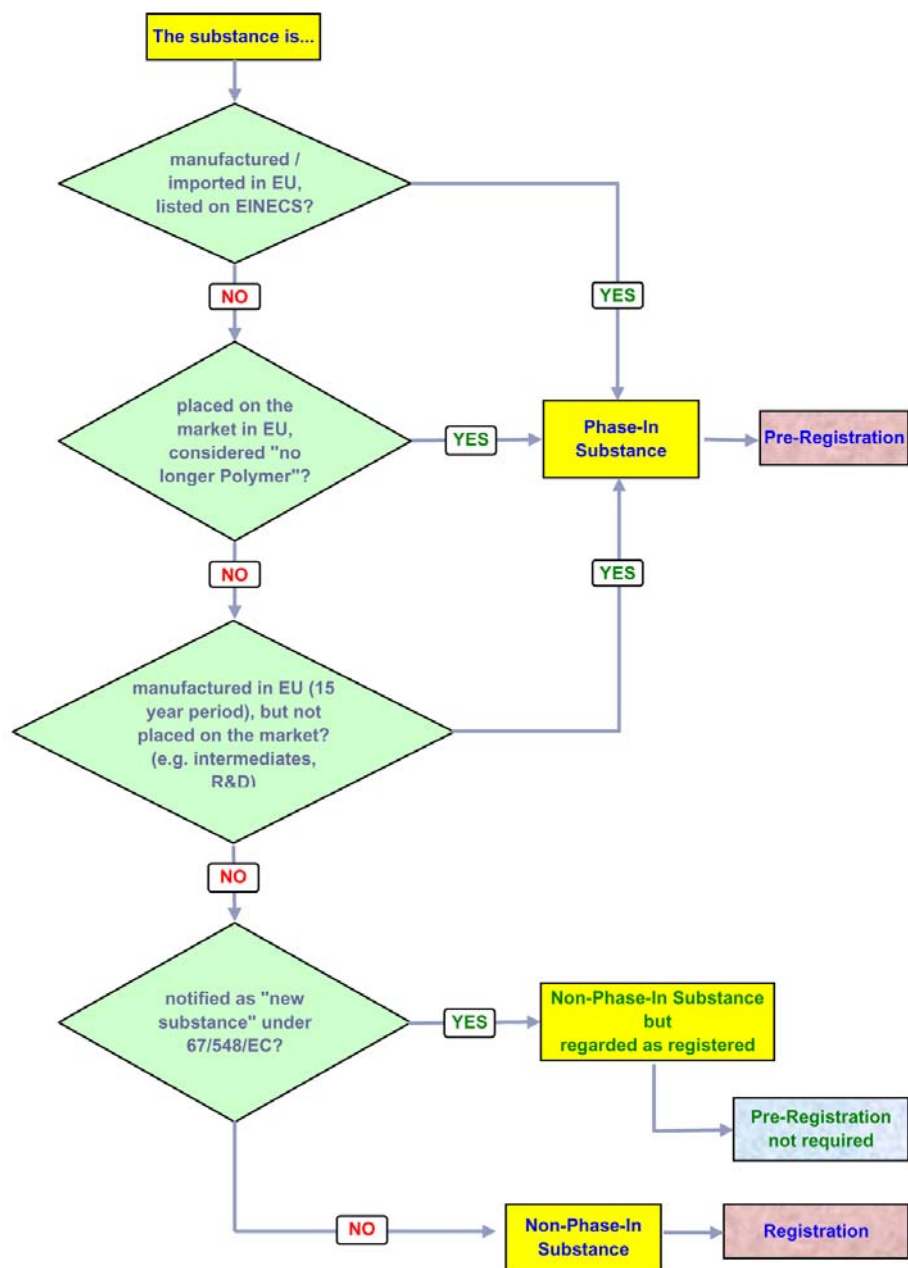 The substance is...
manufactured /
imported in EU,
listed on EINECS?
NO
YES
placed on the
market in EU,
considered "no
longer Polymer"?
YES
Phase-In
Substance
Pre-Registration
NO
YES
manufactured in EU (15
year period), but not
placed on the market?
(e.g. intermediates,
R&D)
NO
notified as "new
substance" under
67/548/EC?
YES
Non-Phase-In Substance
but
regarded as registered
Pre-Registration
not required
NO
Non-Phase-In
Substance
Registration